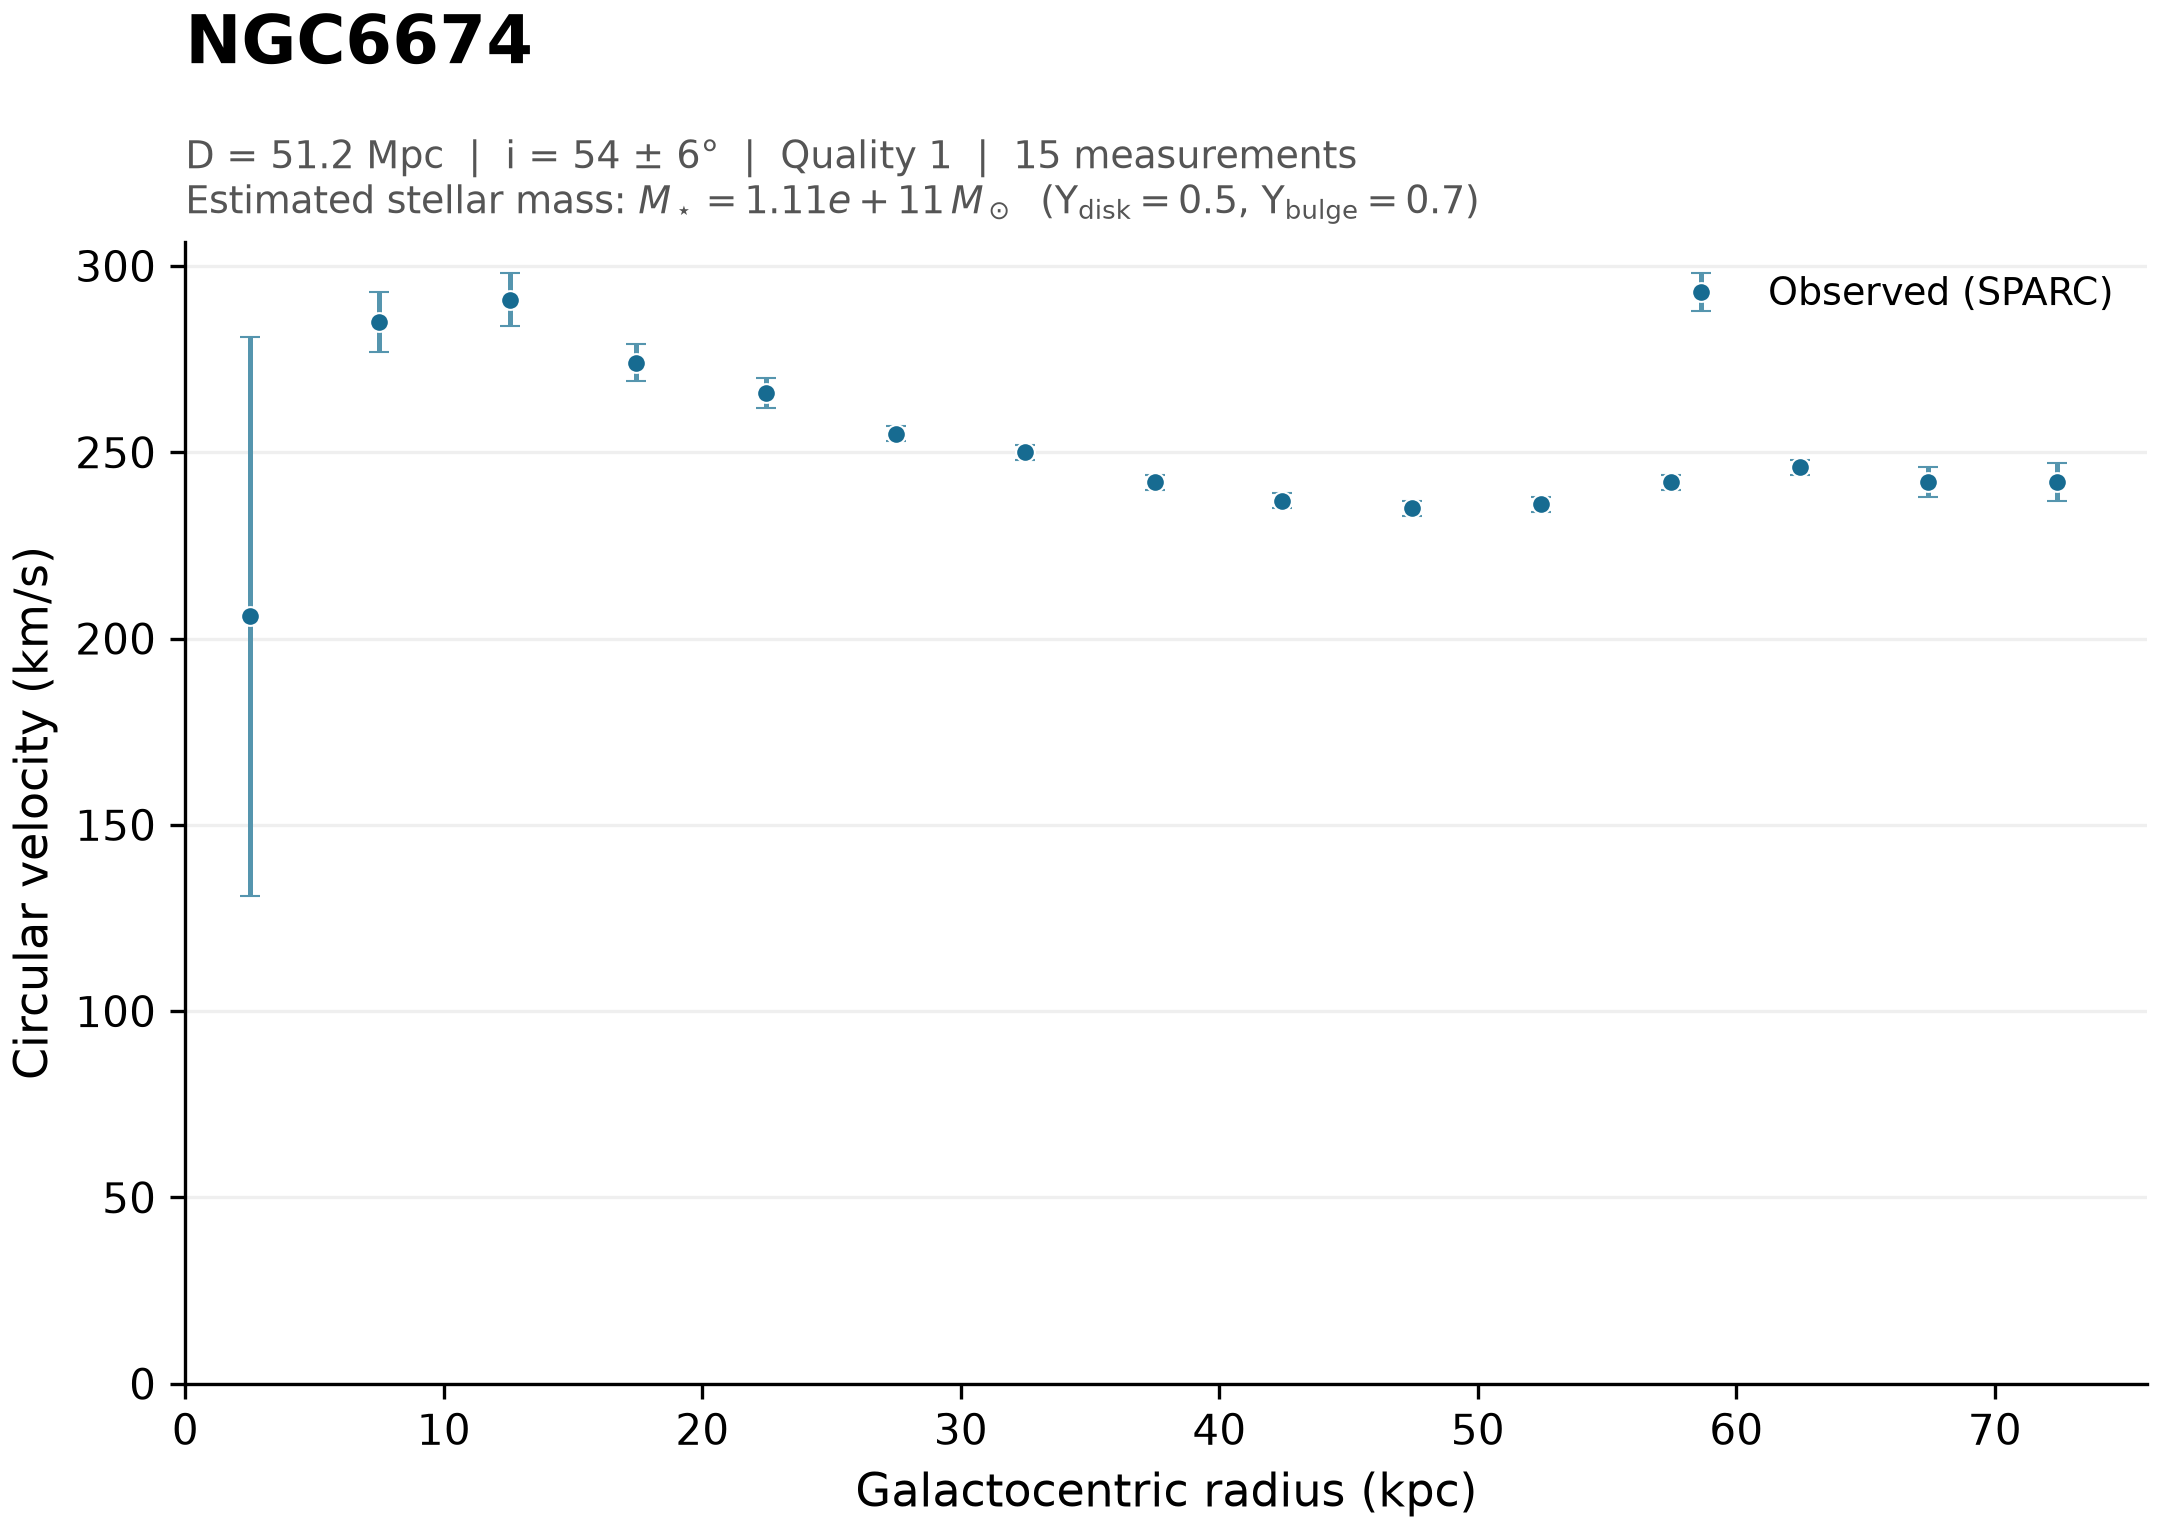 NGC6674
D = 51.2 Mpc | i = 54 ± 6° | Quality 1 | 15 measurements
Estimated stellar mass: M⋆ = 1.11e + 11 M⊙ (Υdisk = 0.5, Υbulge = 0.7)
Observed (SPARC)
Circular velocity (km/s)
300
250
200
150
100
50
0
0 10 20 30 40 50 60 70
Galactocentric radius (kpc)